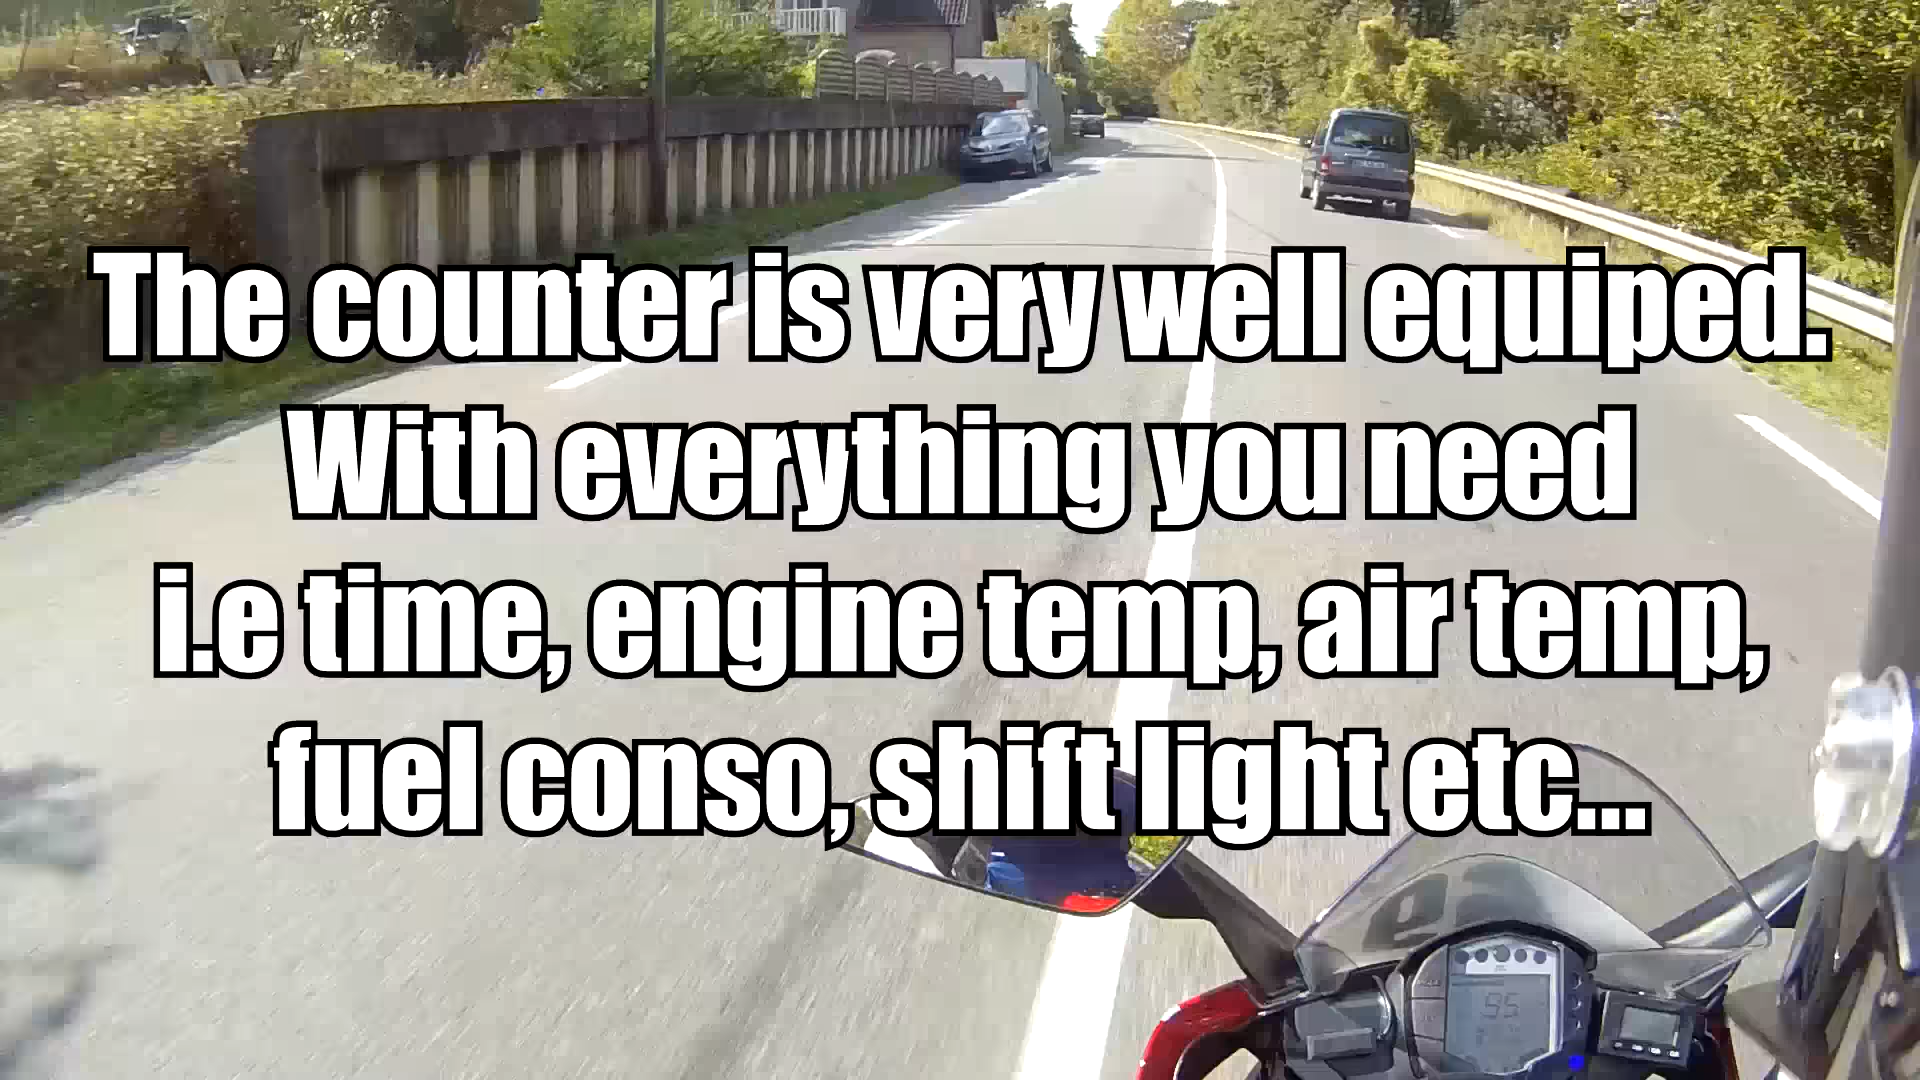 The counter is very well equiped.
With everything you need
i.e time, engine temp, air temp,
fuel conso, shift light etc...
95